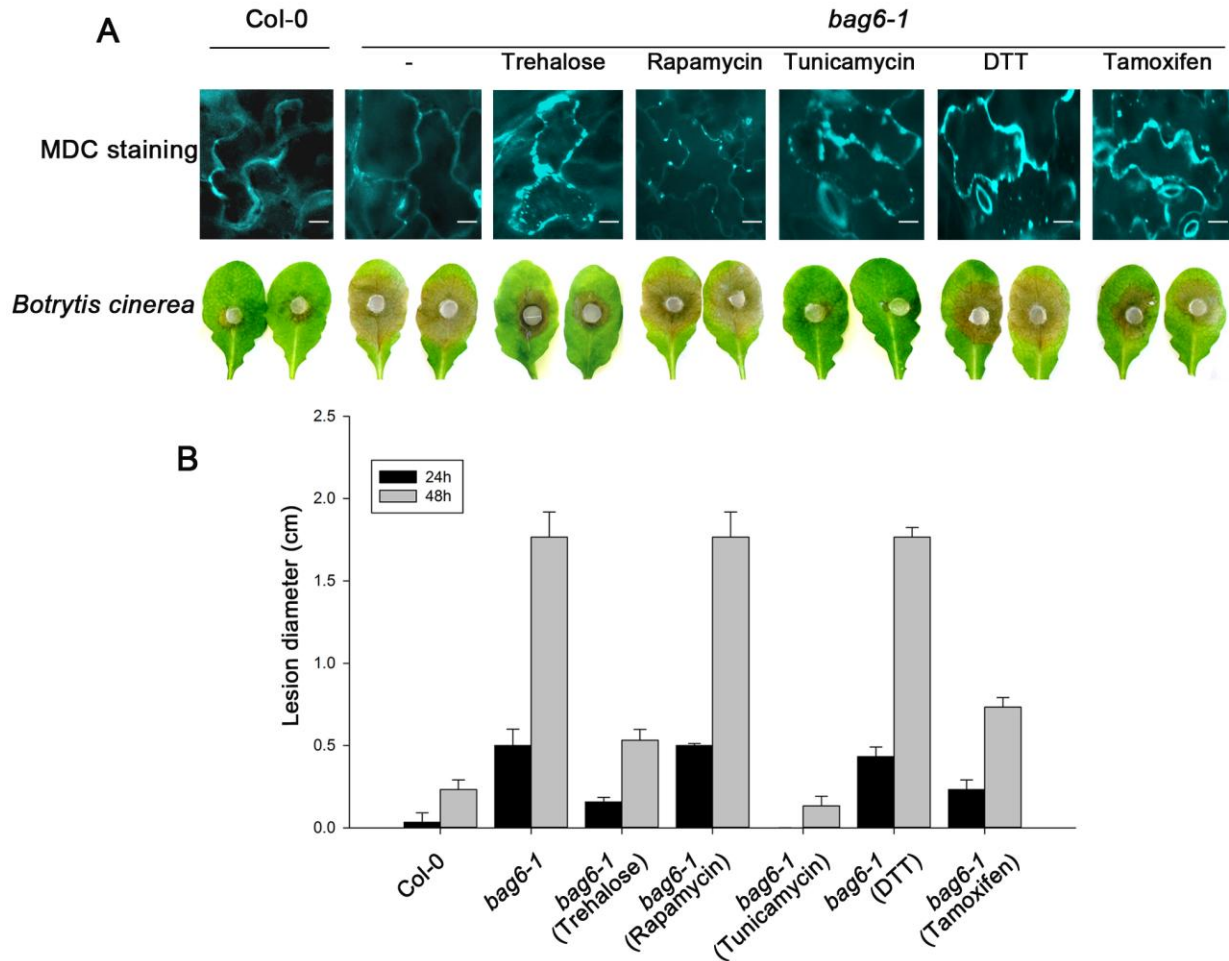 A
Col-0
bag6-1
-
Trehalose
Rapamycin
Tunicamycin
DTT
Tamoxifen
MDC staining
Botrytis cinerea
B
2.5
2.0
1.5
1.0
0.5
0.0
Lesion diameter (cm)
24h
48h
Col-0
bag6-1
bag6-1
(Trehalose)
bag6-1
(Rapamycin)
bag6-1
(Tunicamycin)
bag6-1
(DTT)
bag6-1
(Tamoxifen)